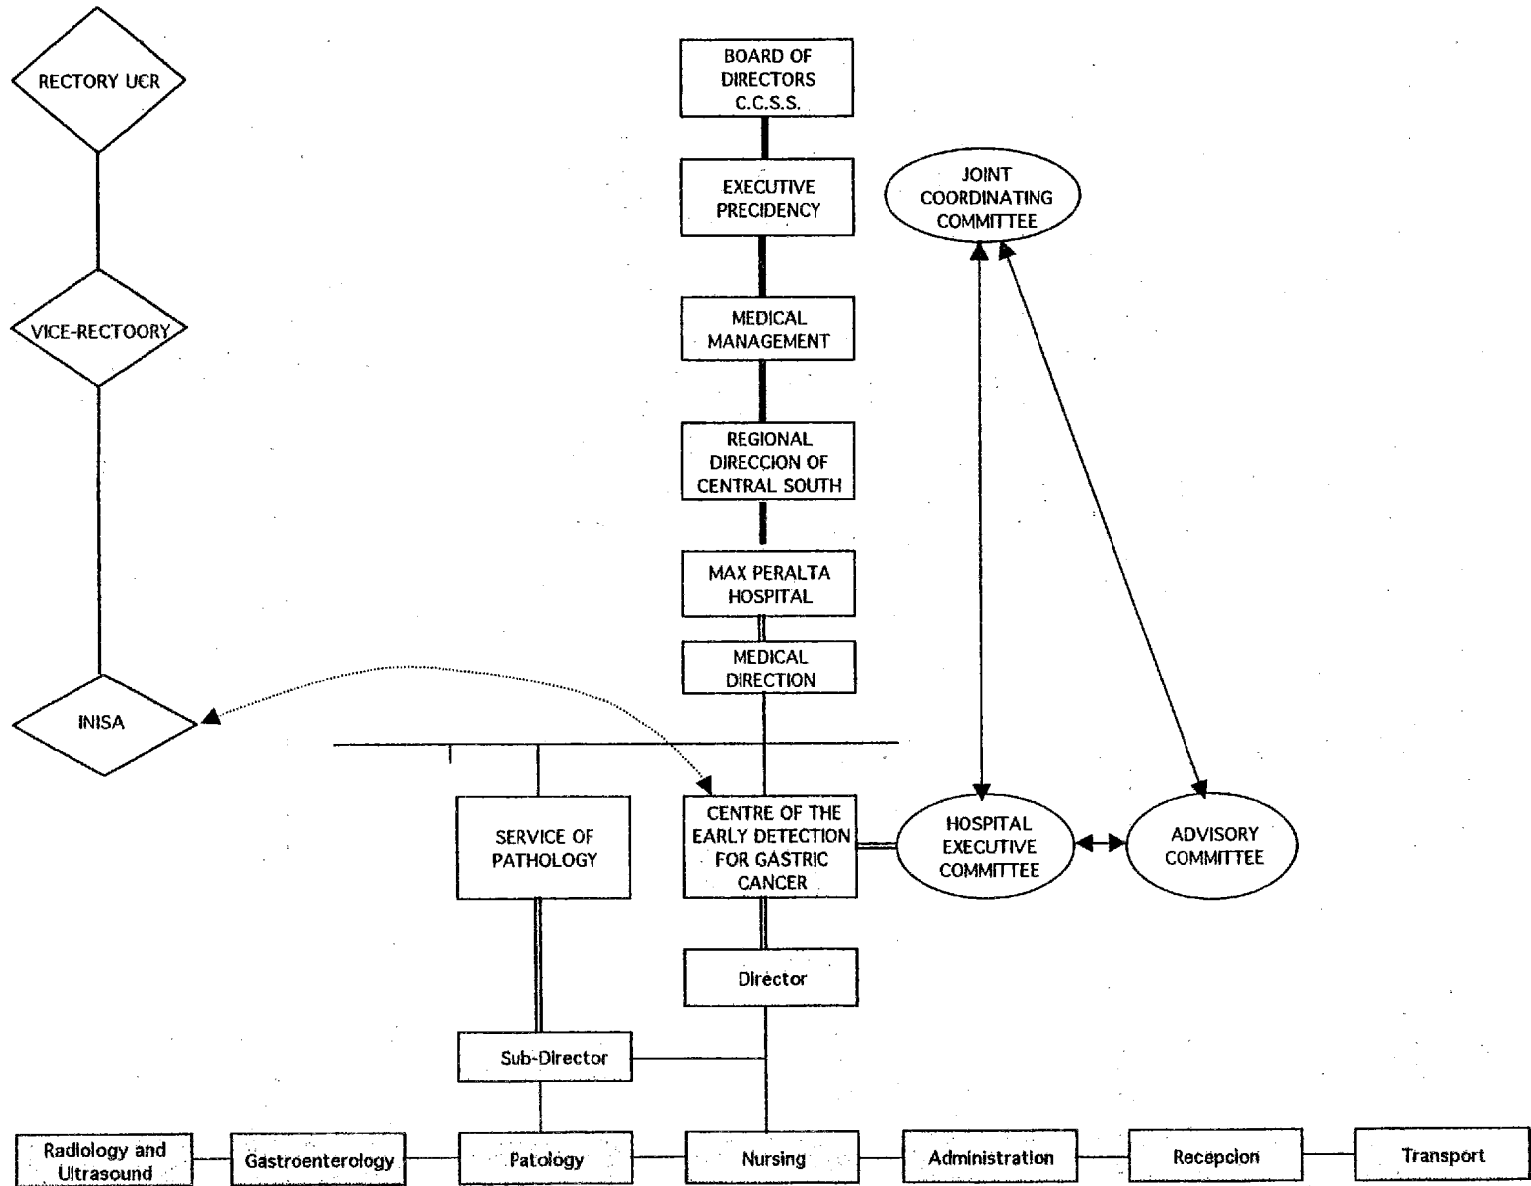 RECTORY UCR
VICE-RECTOORY
INISA
BOARD OF
DIRECTORS
C.C.S.S.
EXECUTIVE
PRECIDENCY
MEDICAL
MANAGEMENT
REGIONAL
DIRECCION OF
CENTRAL SOUTH
MAX PERALTA
HOSPITAL
MEDICAL
DIRECTION
JOINT
COORDINATING
COMMITTEE
SERVICE OF
PATHOLOGY
CENTRE OF THE
EARLY DETECTION
FOR GASTRIC
CANCER
HOSPITAL
EXECUTIVE
COMMITTEE
ADVISORY
COMMITTEE
Director
Sub-Director
Radiology and
Ultrasound
Gastroenterology
Patology
Nursing
Administration
Recepcion
Transport